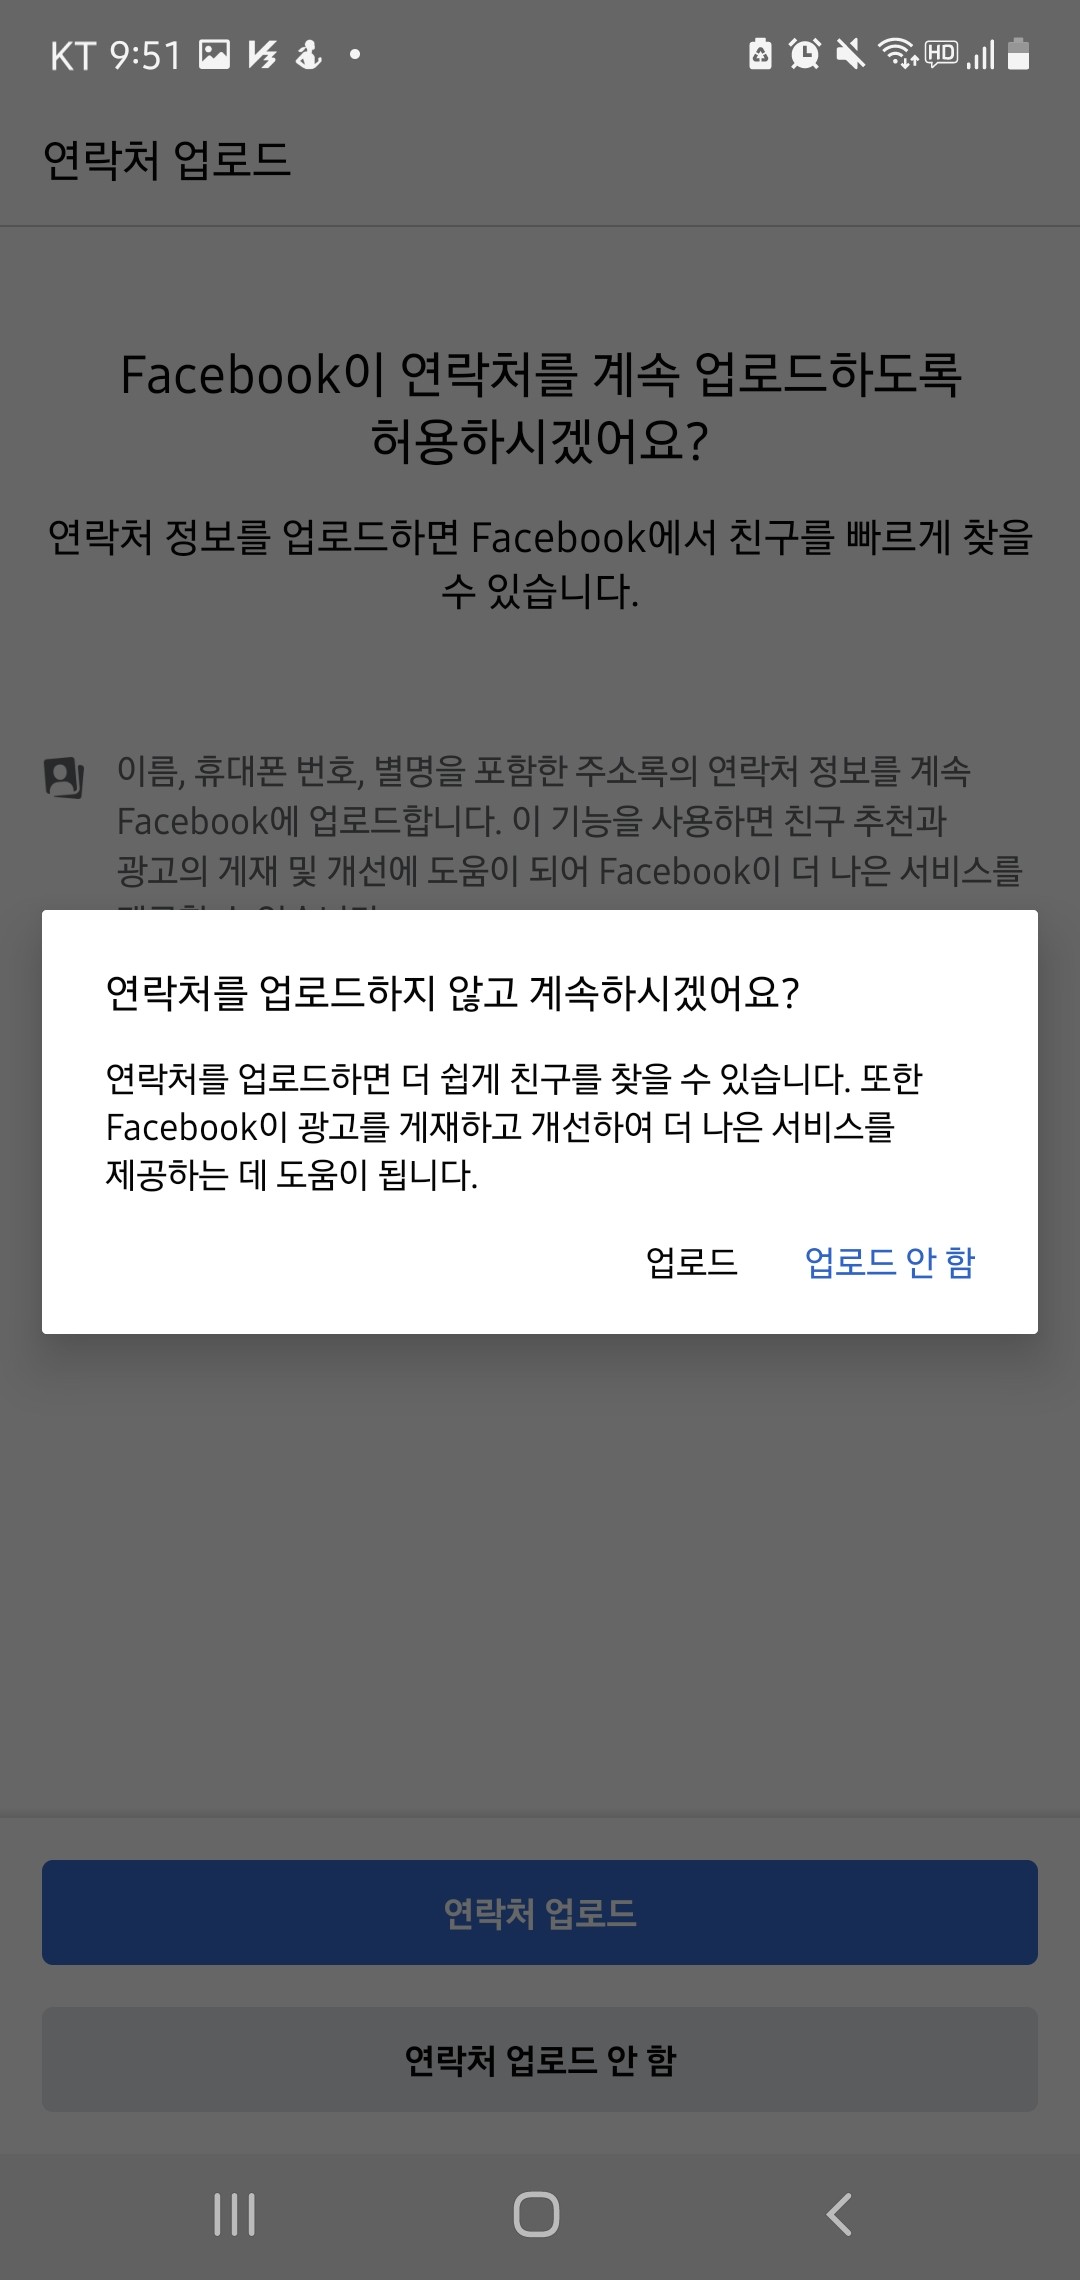 KT 9:51
HD
연락처 업로드
Facebook이 연락처를 계속 업로드하도록
허용하시겠어요?
연락처 정보를 업로드하면 Facebook에서 친구를 빠르게 찾을
수 있습니다.
이름, 휴대폰 번호, 별명을 포함한 주소록의 연락처 정보를 계속
Facebook에 업로드합니다. 이 기능을 사용하면 친구 추천과
광고의 게재 및 개선에 도움이 되어 Facebook이 더 나은 서비스를
연락처를 업로드하지 않고 계속하시겠어요?
연락처를 업로드하면 더 쉽게 친구를 찾을 수 있습니다. 또한
Facebook이 광고를 게재하고 개선하여 더 나은 서비스를
제공하는 데 도움이 됩니다.
업로드 업로드 안 함
연락처 업로드
연락처 업로드 안 함